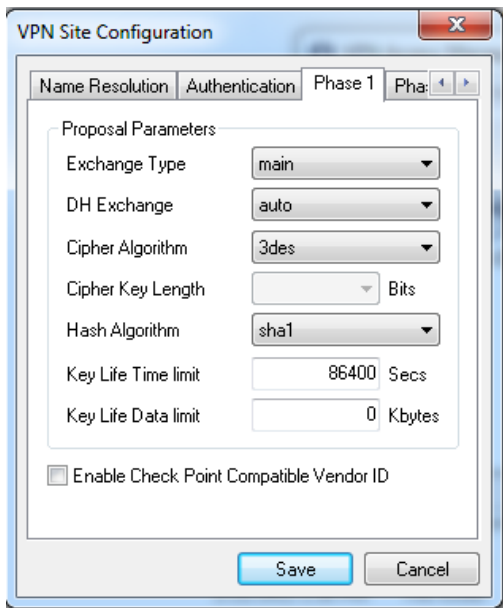 VPN Site Configuration
Name Resolution Authentication Phase 1 Pha
Proposal Parameters
Exchange Type main
DH Exchange auto
Cipher Algorithm 3des
Cipher Key Length Bits
Hash Algorithm sha1
Key Life Time limit 86400 Secs
Key Life Data limit 0 Kbytes
Enable Check Point Compatible Vendor ID
Save Cancel